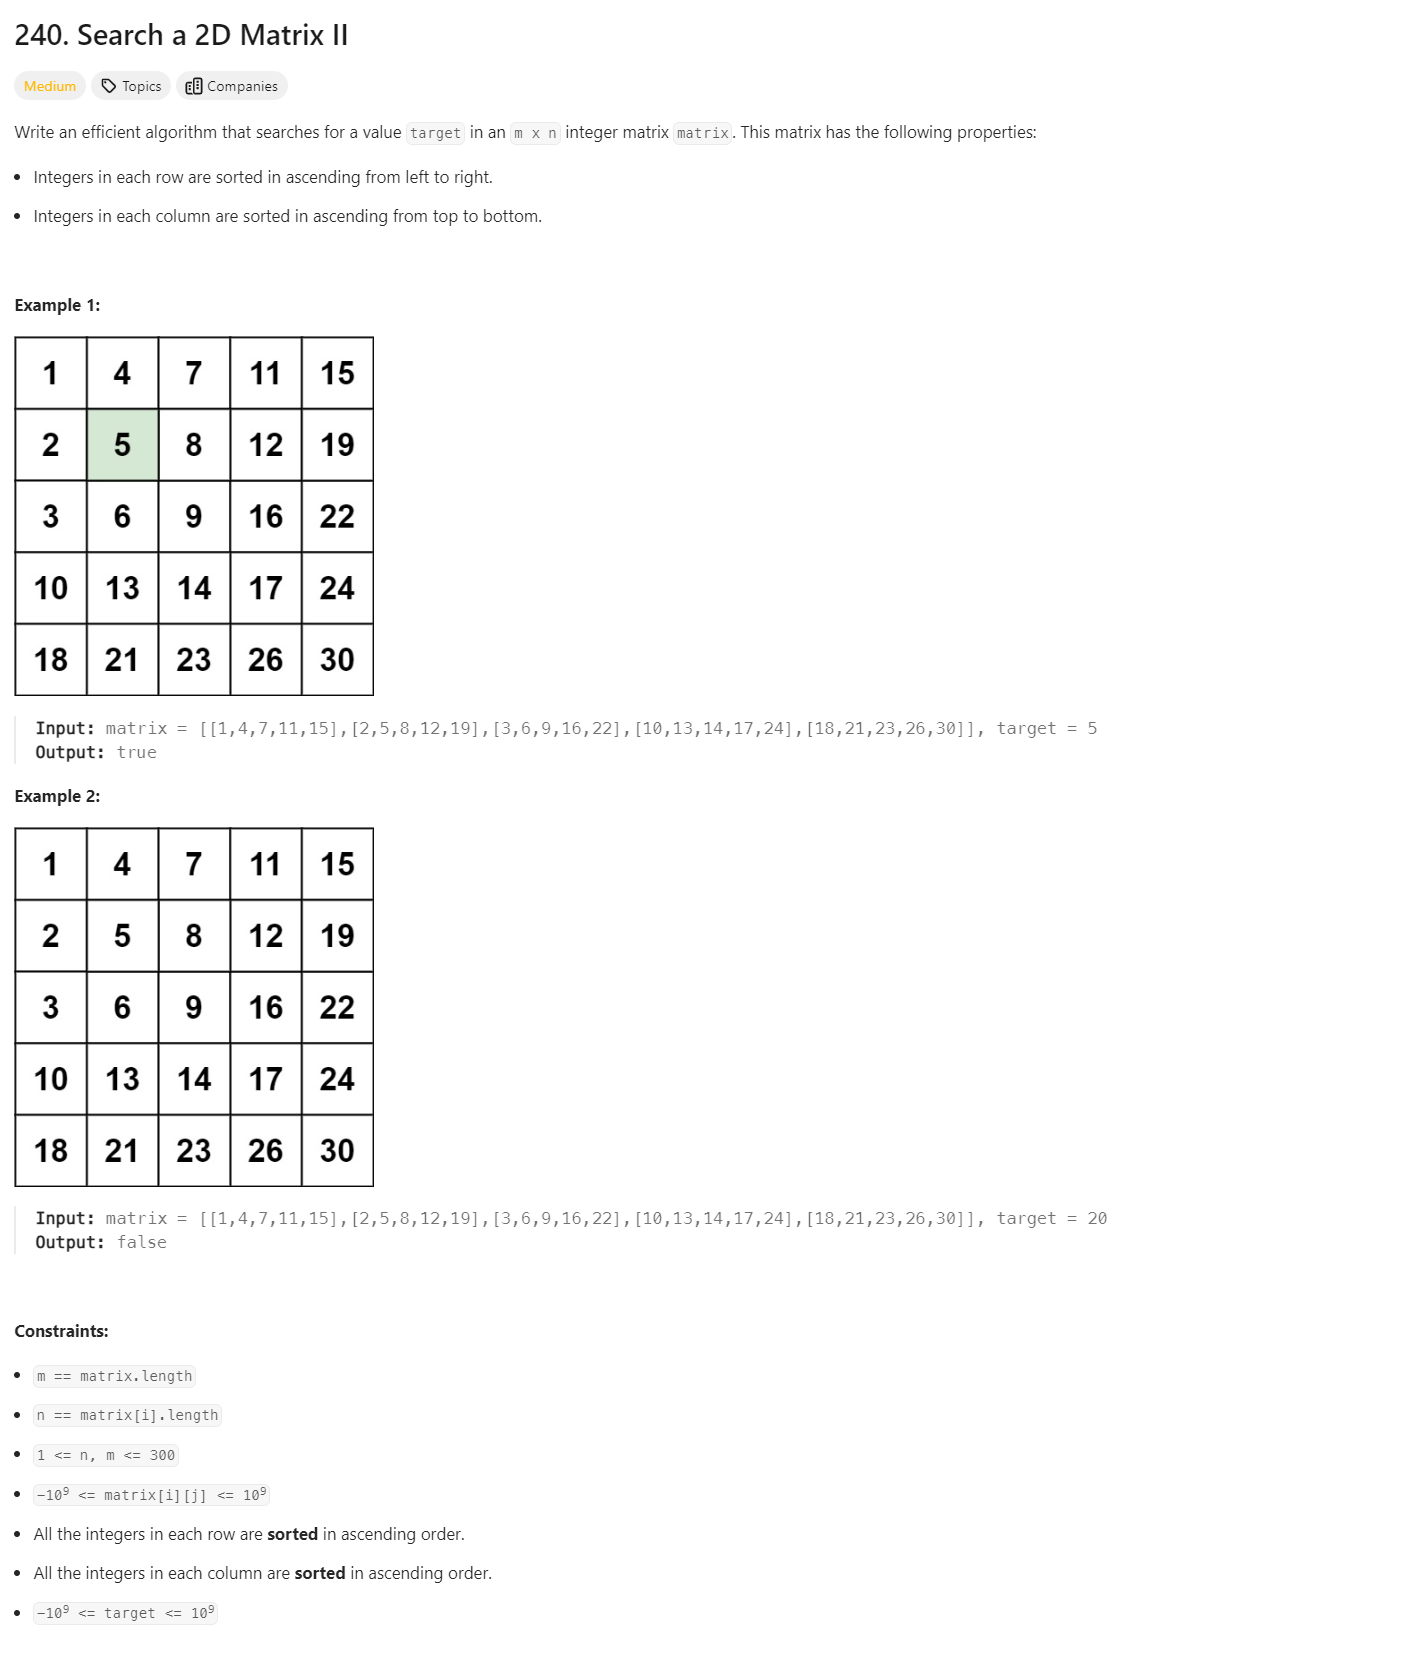 240. Search a 2D Matrix II
Medium Topics Companies
Write an efficient algorithm that searches for a value target in an m x n integer matrix matrix. This matrix has the following properties:
• Integers in each row are sorted in ascending from left to right.
• Integers in each column are sorted in ascending from top to bottom.
Example 1:
1 4 7 11 15
2 5 8 12 19
3 6 9 16 22
10 13 14 17 24
18 21 23 26 30
Input: matrix = [[1,4,7,11,15],[2,5,8,12,19],[3,6,9,16,22],[10,13,14,17,24],[18,21,23,26,30]], target = 5
Output: true
Example 2:
1 4 7 11 15
2 5 8 12 19
3 6 9 16 22
10 13 14 17 24
18 21 23 26 30
Input: matrix = [[1,4,7,11,15],[2,5,8,12,19],[3,6,9,16,22],[10,13,14,17,24],[18,21,23,26,30]], target = 20
Output: false
Constraints:
• m == matrix.length
• n == matrix[i].length
• 1 <= n, m <= 300
• -10⁹ <= matrix[i][j] <= 10⁹
• All the integers in each row are sorted in ascending order.
• All the integers in each column are sorted in ascending order.
• -10⁹ <= target <= 10⁹